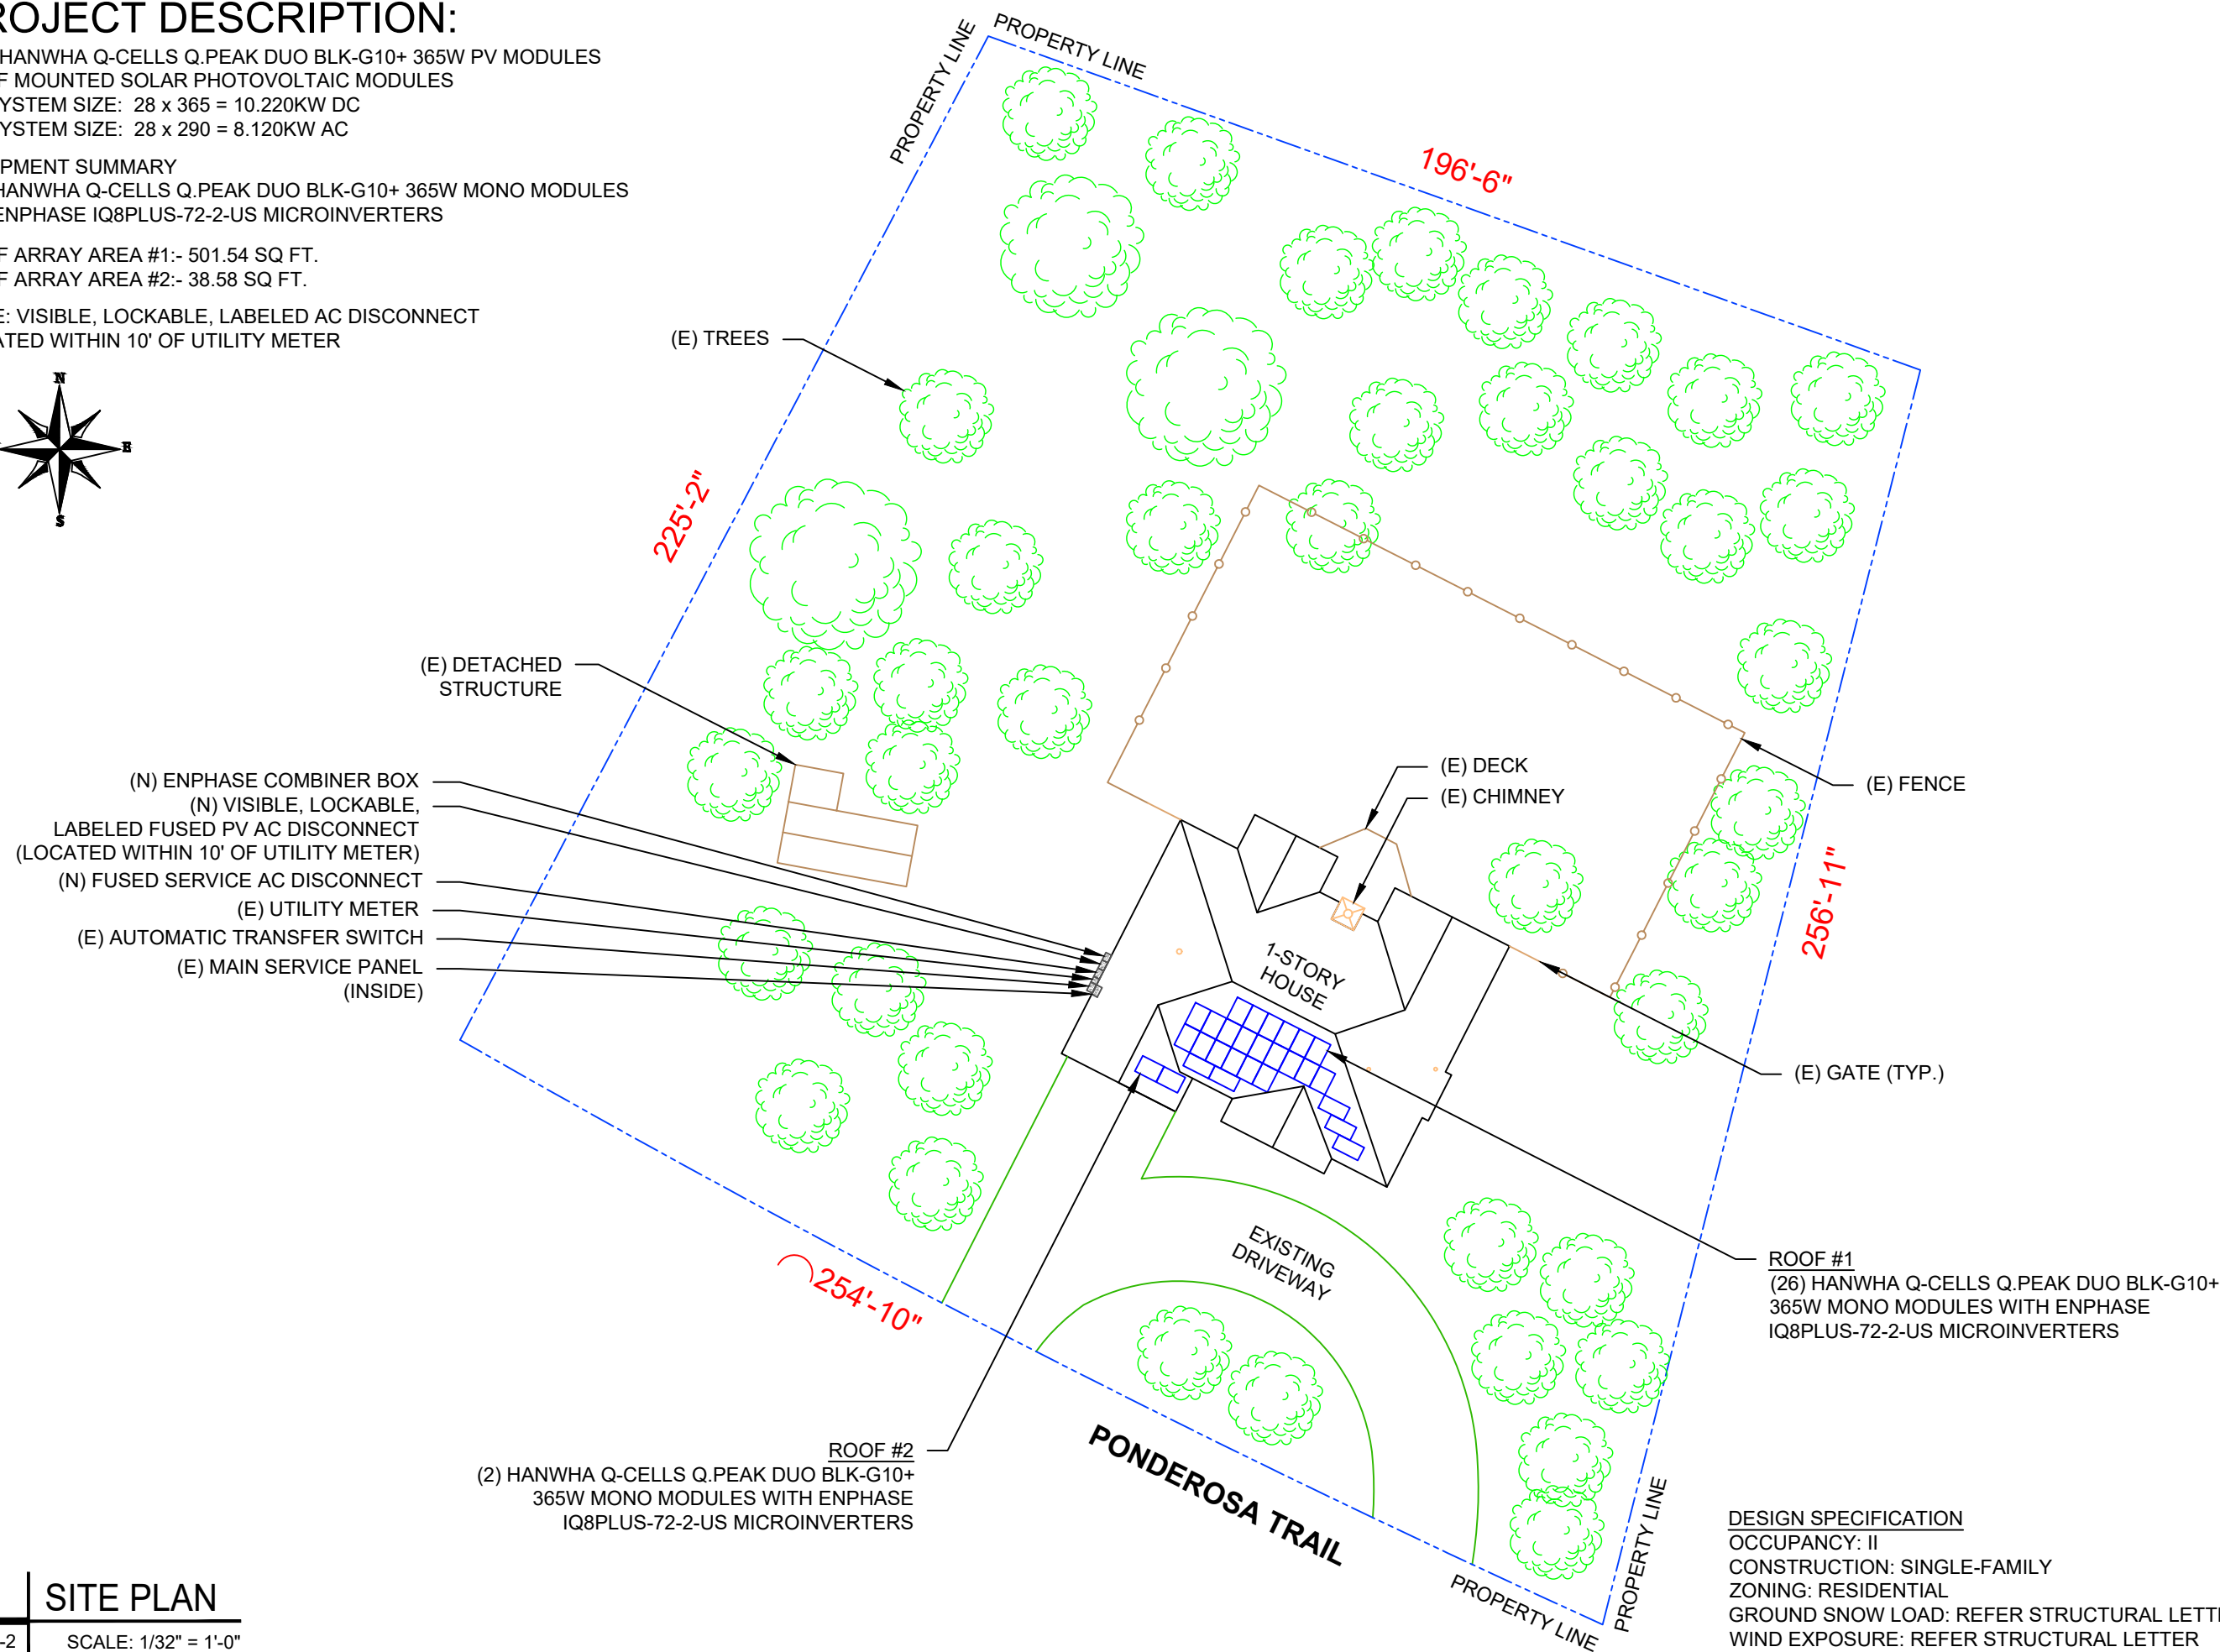 ROJECT DESCRIPTION:
HANWHA Q-CELLS Q.PEAK DUO BLK-G10+ 365W PV MODULES
F MOUNTED SOLAR PHOTOVOLTAIC MODULES
YSTEM SIZE: 28 x 365 = 10.220KW DC
YSTEM SIZE: 28 x 290 = 8.120KW AC
PMENT SUMMARY
HANWHA Q-CELLS Q.PEAK DUO BLK-G10+ 365W MONO MODULES
ENPHASE IQ8PLUS-72-2-US MICROINVERTERS
F ARRAY AREA #1:- 501.54 SQ FT.
F ARRAY AREA #2:- 38.58 SQ FT.
E: VISIBLE, LOCKABLE, LABELED AC DISCONNECT
ATED WITHIN 10' OF UTILITY METER
N
E
S
PROPERTY LINE
PROPERTY LINE
196'-6"
225'-2"
(E) TREES
(E) DETACHED
STRUCTURE
(N) ENPHASE COMBINER BOX
(N) VISIBLE, LOCKABLE,
LABELED FUSED PV AC DISCONNECT
(LOCATED WITHIN 10' OF UTILITY METER)
(N) FUSED SERVICE AC DISCONNECT
(E) UTILITY METER
(E) AUTOMATIC TRANSFER SWITCH
(E) MAIN SERVICE PANEL
(INSIDE)
(E) DECK
(E) CHIMNEY
(E) FENCE
256'-11"
1-STORY
HOUSE
(E) GATE (TYP.)
EXISTING
DRIVEWAY
254'-10"
ROOF #1
(26) HANWHA Q-CELLS Q.PEAK DUO BLK-G10+
365W MONO MODULES WITH ENPHASE
IQ8PLUS-72-2-US MICROINVERTERS
ROOF #2
(2) HANWHA Q-CELLS Q.PEAK DUO BLK-G10+
365W MONO MODULES WITH ENPHASE
IQ8PLUS-72-2-US MICROINVERTERS
PONDEROSA TRAIL
PROPERTY LINE
PROPERTY LINE
DESIGN SPECIFICATION
OCCUPANCY: II
CONSTRUCTION: SINGLE-FAMILY
ZONING: RESIDENTIAL
GROUND SNOW LOAD: REFER STRUCTURAL LETT
WIND EXPOSURE: REFER STRUCTURAL LETTER
SITE PLAN
-2
SCALE: 1/32" = 1'-0"